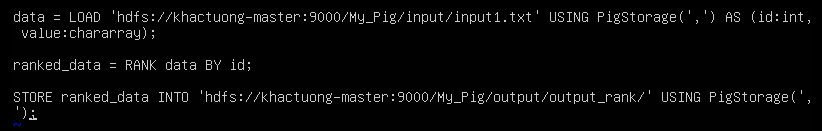 data = LOAD 'hdfs://khactuong-master:9000/My_Pig/input/input1.txt' USING PigStorage(',') AS (id:int,
 value:chararray);
ranked_data = RANK data BY id;
STORE ranked_data INTO 'hdfs://khactuong-master:9000/My_Pig/output/output_rank/' USING PigStorage(',
');